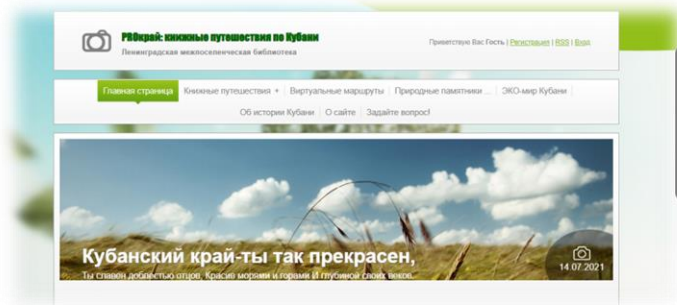 PROкрай: книжные путешествия по Кубани
Ленинградская межпоселенческая библиотека
Приветствую Вас Гость | Регистрация | RSS | Вход
Главная страница Книжные путешествия + Виртуальные маршруты Природные памятники ... ЭКО-мир Кубани
Об истории Кубани О сайте Задайте вопрос!
Кубанский край-ты так прекрасен,
Ты славен доблестью отцов, Красив морями и горами И глубиной своих веков.
14.07.2021